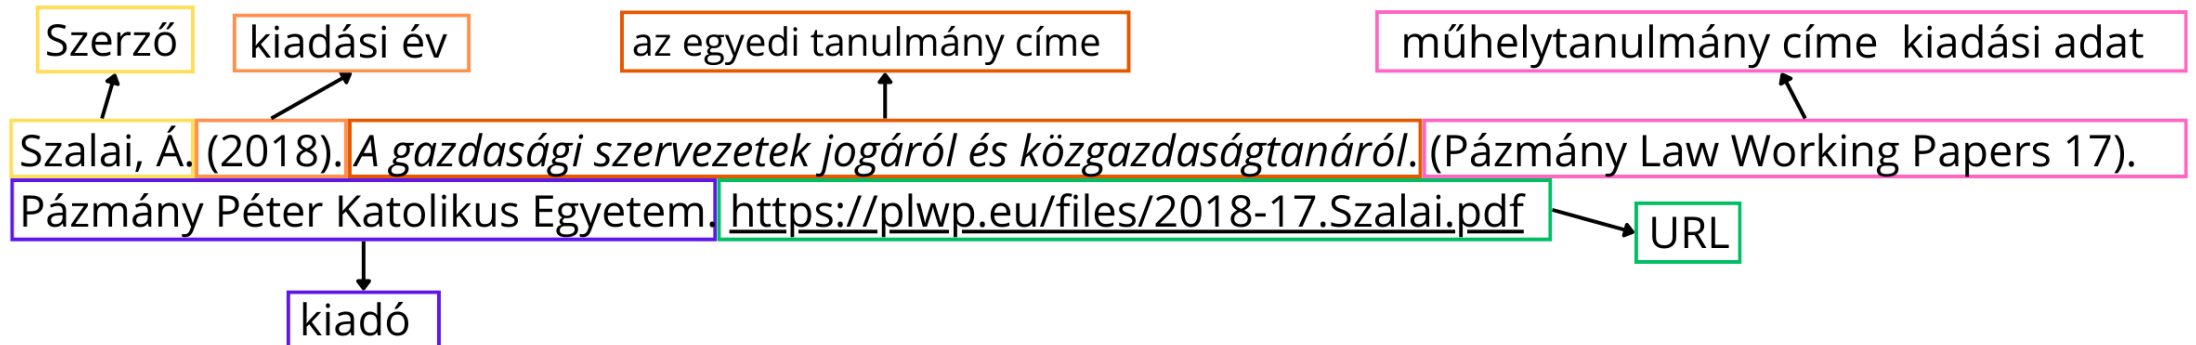 Szerző kiadási év az egyedi tanulmány címe műhelytanulmány címe kiadási adat
Szalai, Á. (2018). A gazdasági szervezetek jogáról és közgazdaságtanáról. (Pázmány Law Working Papers 17).
Pázmány Péter Katolikus Egyetem. https://plwp.eu/files/2018-17.Szalai.pdf
URL
kiadó